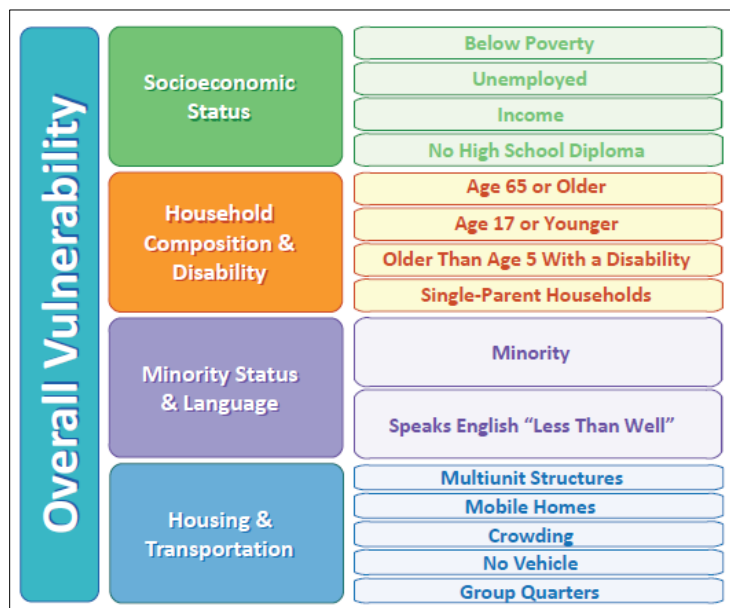 Overall Vulnerability
Socioeconomic
Status
Below Poverty
Unemployed
Income
No High School Diploma
Household
Composition &
Disability
Age 65 or Older
Age 17 or Younger
Older Than Age 5 With a Disability
Single-Parent Households
Minority Status
& Language
Minority
Speaks English “Less Than Well”
Housing &
Transportation
Multiunit Structures
Mobile Homes
Crowding
No Vehicle
Group Quarters